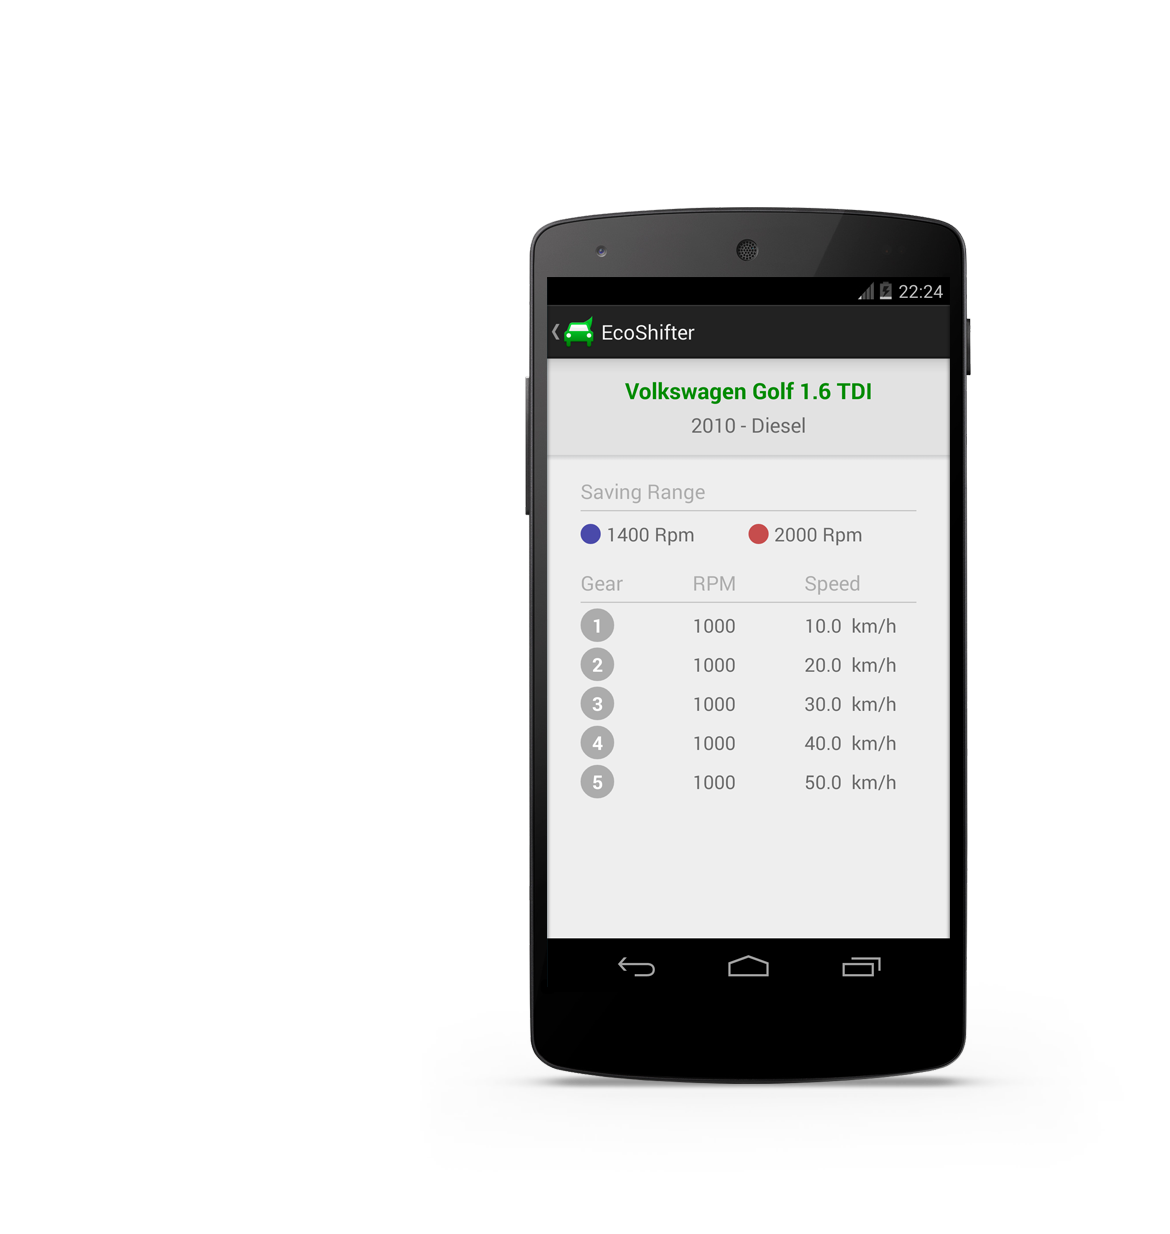 22:24
EcoShifter
Volkswagen Golf 1.6 TDI
2010 - Diesel
Saving Range
1400 Rpm 2000 Rpm
Gear RPM Speed
1 1000 10.0 km/h
2 1000 20.0 km/h
3 1000 30.0 km/h
4 1000 40.0 km/h
5 1000 50.0 km/h